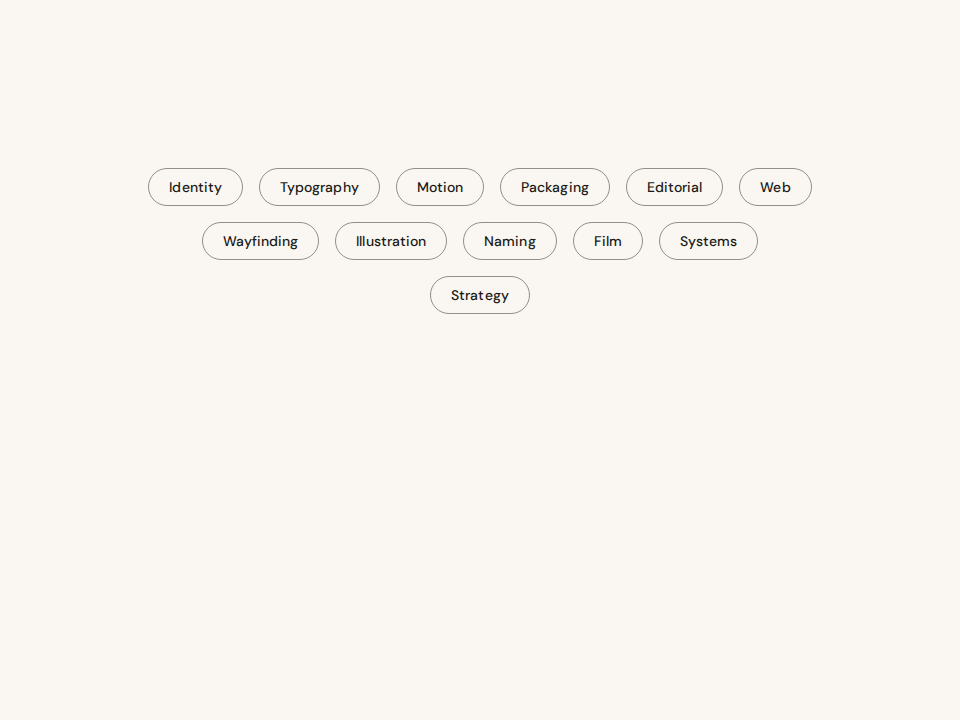 Identity Typography Motion Packaging Editorial Web
Wayfinding Illustration Naming Film Systems
Strategy